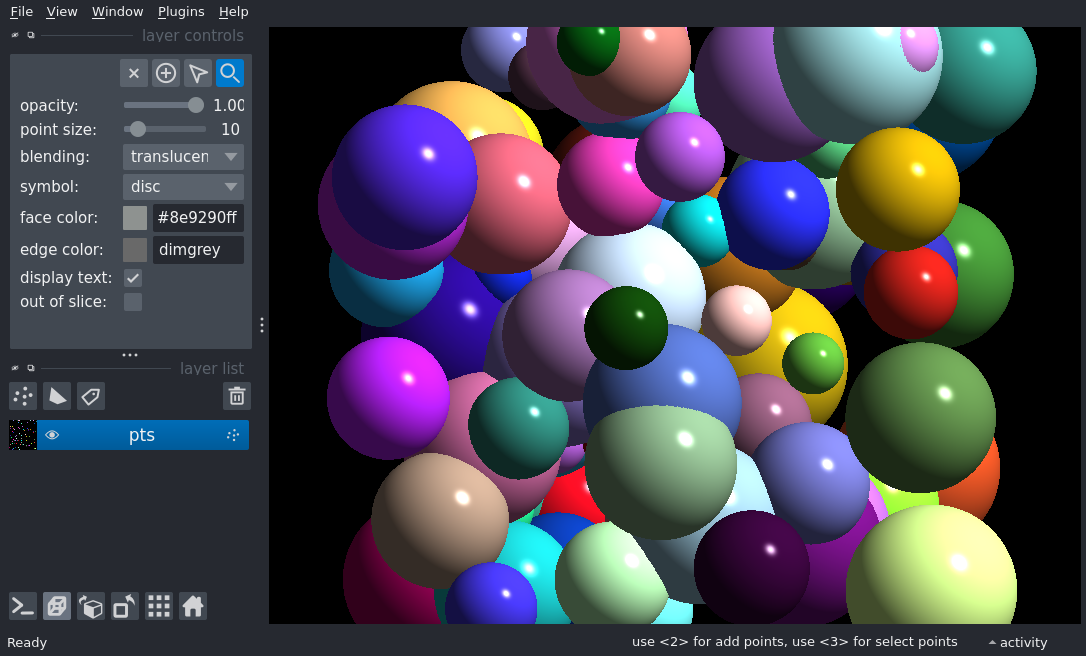 File View Window Plugins Help
layer controls
opacity: 1.00
point size: 10
blending: translucen
symbol: disc
face color: #8e9290ff
edge color: dimgrey
display text:
out of slice:
layer list
pts
Ready use <2> for add points, use <3> for select points activity